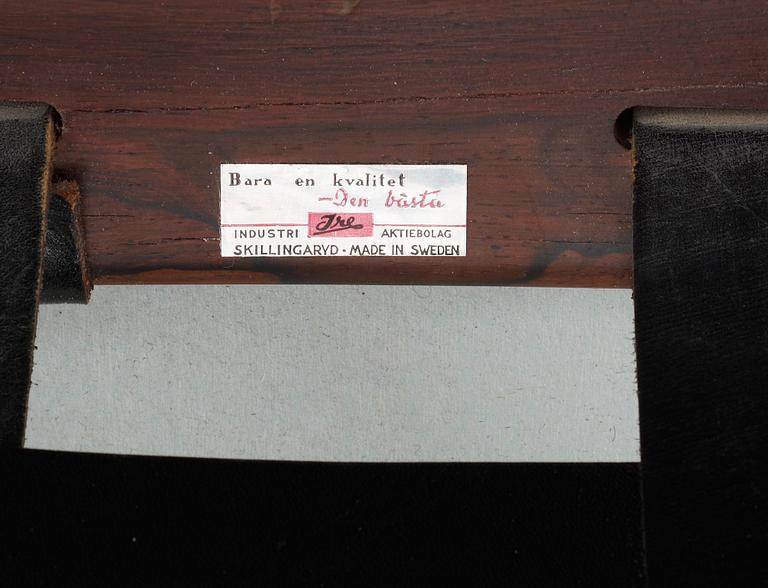 Bara en kvalitet
—Den bästa
INDUSTRI Ire AKTIEBOLAG
SKILLINGARYD · MADE IN SWEDEN